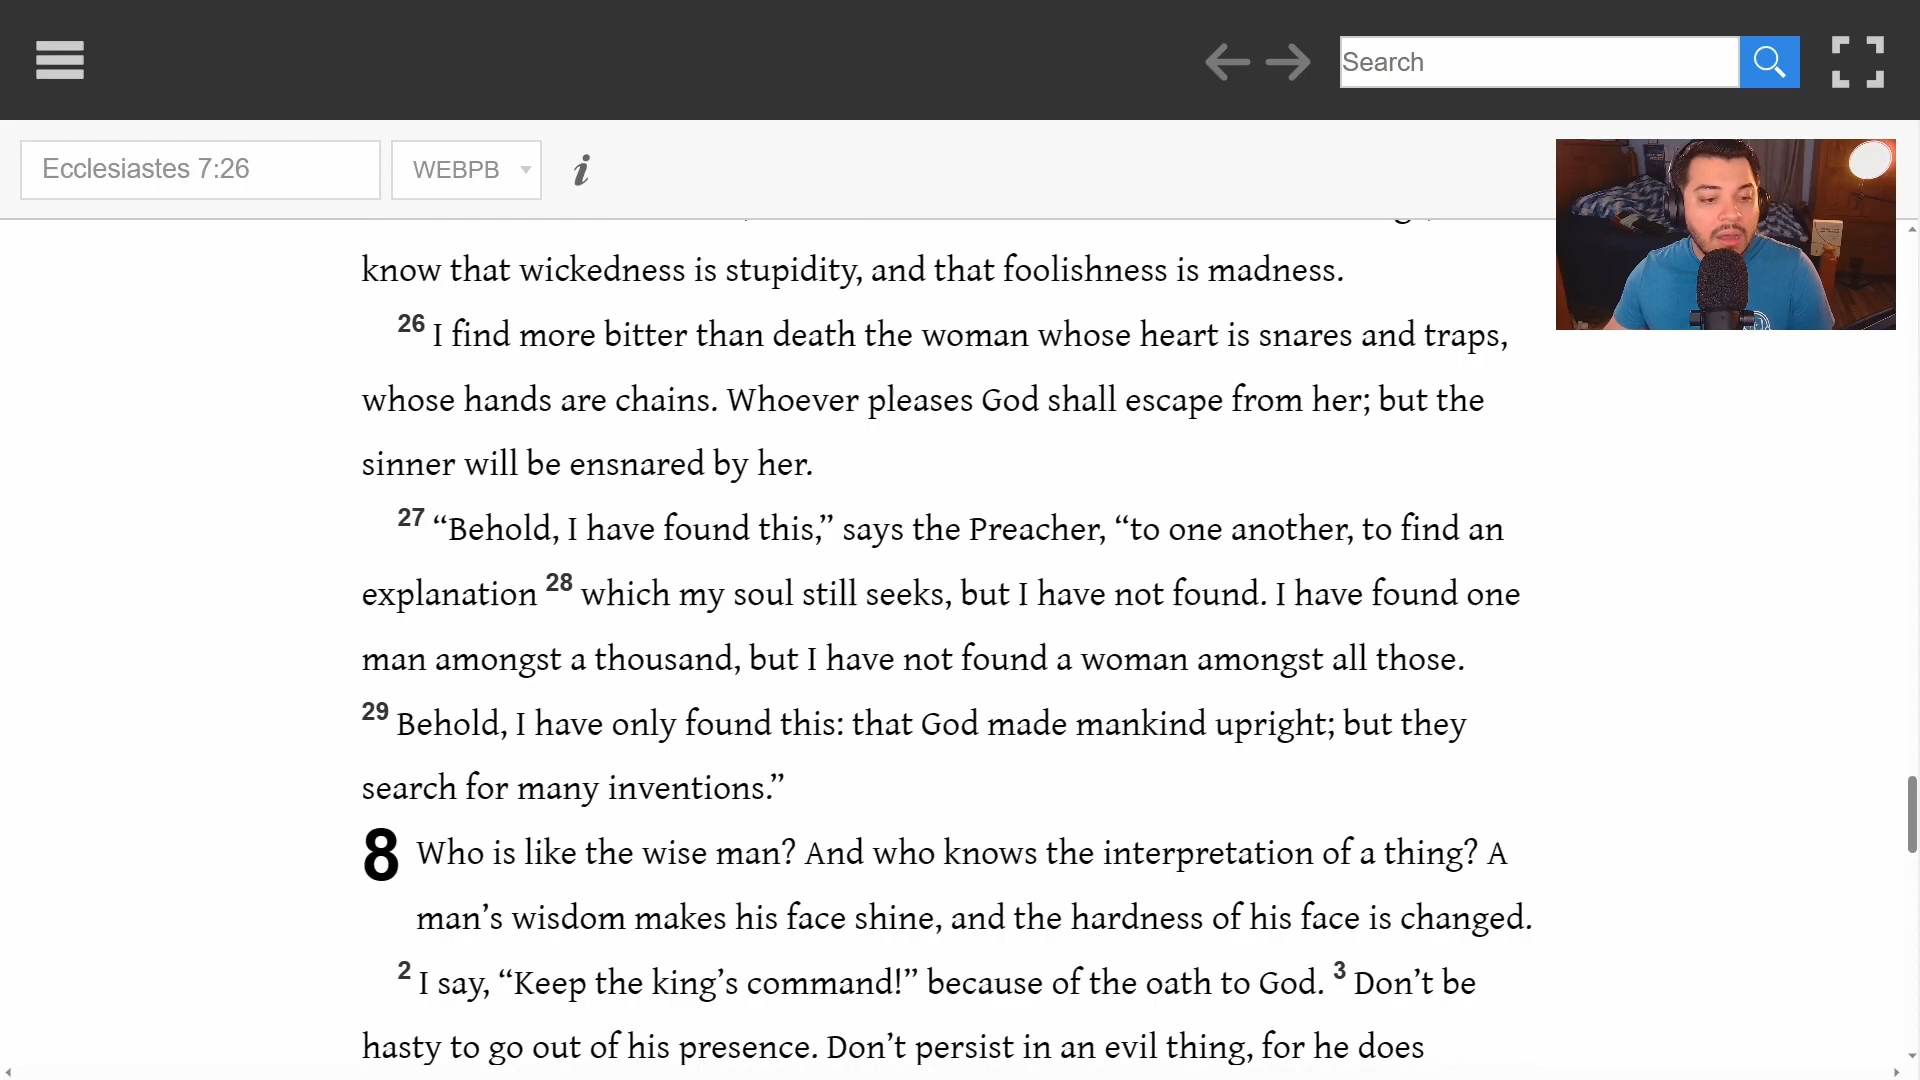 Search
Ecclesiastes 7:26
WEBPB
i
know that wickedness is stupidity, and that foolishness is madness.
26 I find more bitter than death the woman whose heart is snares and traps,
whose hands are chains. Whoever pleases God shall escape from her; but the
sinner will be ensnared by her.
27 “Behold, I have found this,” says the Preacher, “to one another, to find an
explanation 28 which my soul still seeks, but I have not found. I have found one
man amongst a thousand, but I have not found a woman amongst all those.
29 Behold, I have only found this: that God made mankind upright; but they
search for many inventions.”
8 Who is like the wise man? And who knows the interpretation of a thing? A
man’s wisdom makes his face shine, and the hardness of his face is changed.
2 I say, “Keep the king’s command!” because of the oath to God. 3 Don’t be
hasty to go out of his presence. Don’t persist in an evil thing, for he does